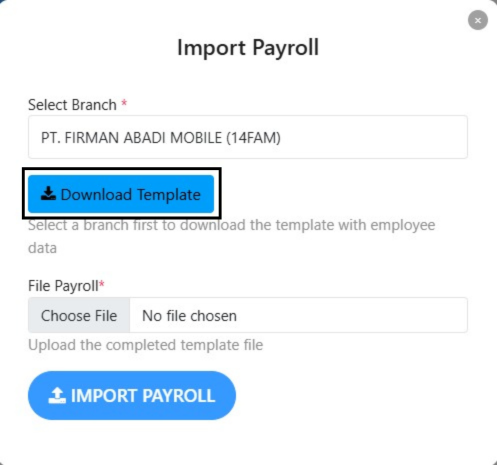 Import Payroll
Select Branch *
PT. FIRMAN ABADI MOBILE (14FAM)
Download Template
Select a branch first to download the template with employee
data
File Payroll*
Choose File No file chosen
Upload the completed template file
IMPORT PAYROLL